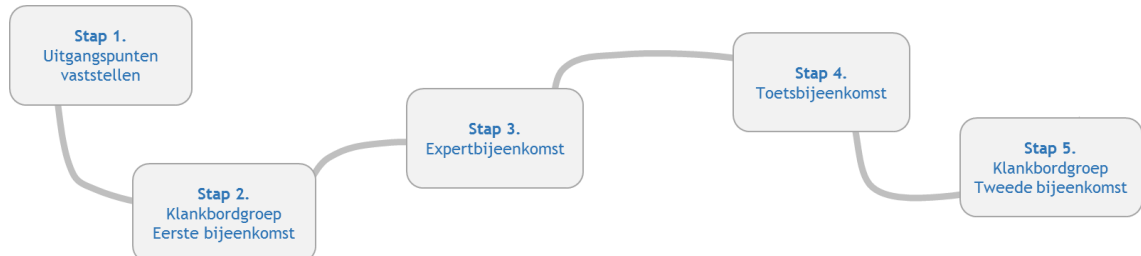 Stap 1.
Uitgangspunten
vaststellen
Stap 2.
Klankbordgroep
Eerste bijeenkomst
Stap 3.
Expertbijeenkomst
Stap 4.
Toetsbijeenkomst
Stap 5.
Klankbordgroep
Tweede bijeenkomst